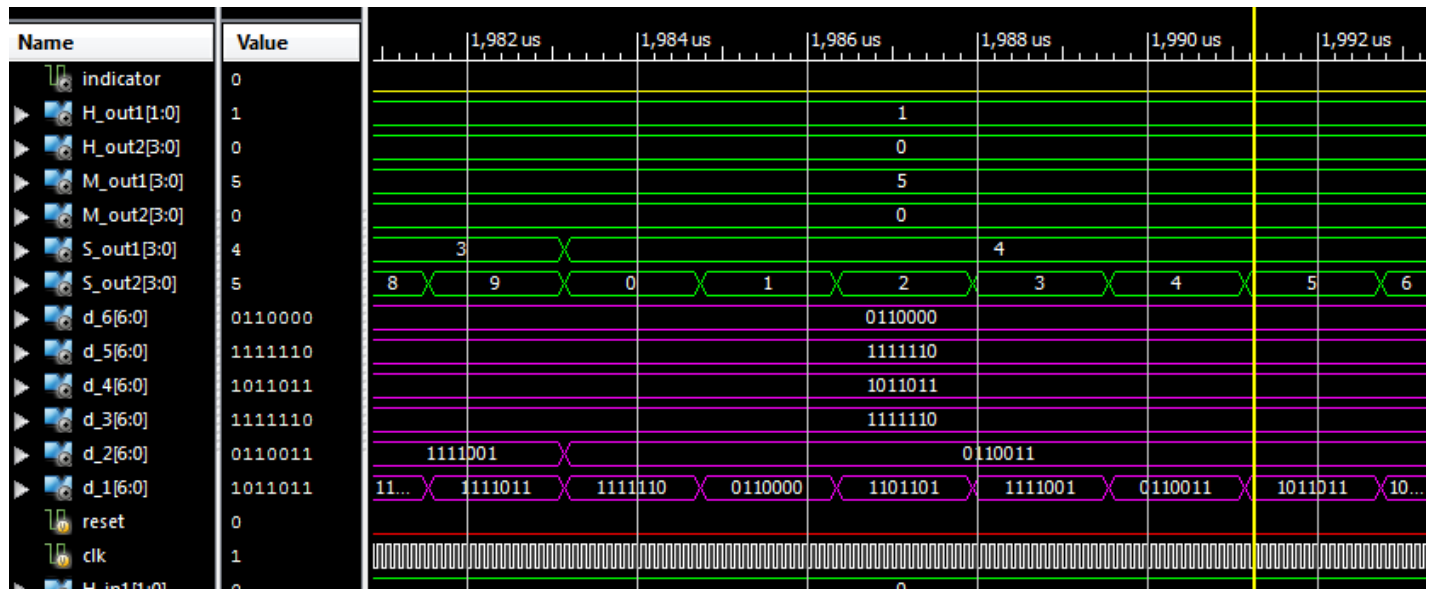 Name Value 1,982 us 1,984 us 1,986 us 1,988 us 1,990 us 1,992 us
indicator 0
H_out1[1:0] 1 1
H_out2[3:0] 0 0
M_out1[3:0] 5 5
M_out2[3:0] 0 0
S_out1[3:0] 4 3 4
S_out2[3:0] 5 8 9 0 1 2 3 4 5 6
d_6[6:0] 0110000 0110000
d_5[6:0] 1111110 1111110
d_4[6:0] 1011011 1011011
d_3[6:0] 1111110 1111110
d_2[6:0] 0110011 1111001 0110011
d_1[6:0] 1011011 11... 1111011 1111110 0110000 1101101 1111001 0110011 1011011 10...
reset 0
clk 1
H_in1[1:0] 0 0